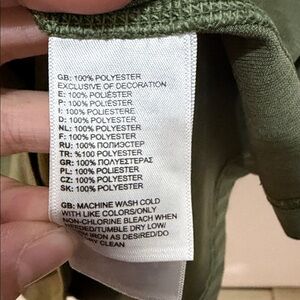 GB: 100% POLYESTER
EXCLUSIVE OF DECORATION
E: 100% POLIÉSTER
P: 100% POLIÉSTER
I: 100% POLIESTERE
D: 100% POLYESTER
NL: 100% POLYESTER
F: 100% POLYESTER
RU: 100% ПОЛИЭСТЕР
TR: %100 POLYESTER
GR: 100% ΠΟΛΥΕΣΤΕΡΑΣ
PL: 100% POLIESTER
CZ: 100% POLYESTER
SK: 100% POLYESTER
GB: MACHINE WASH COLD
WITH LIKE COLORS/ONLY
NON-CHLORINE BLEACH WHEN
NEEDED/TUMBLE DRY LOW/
IRON AS DESIRED/DO
DRY CLEAN